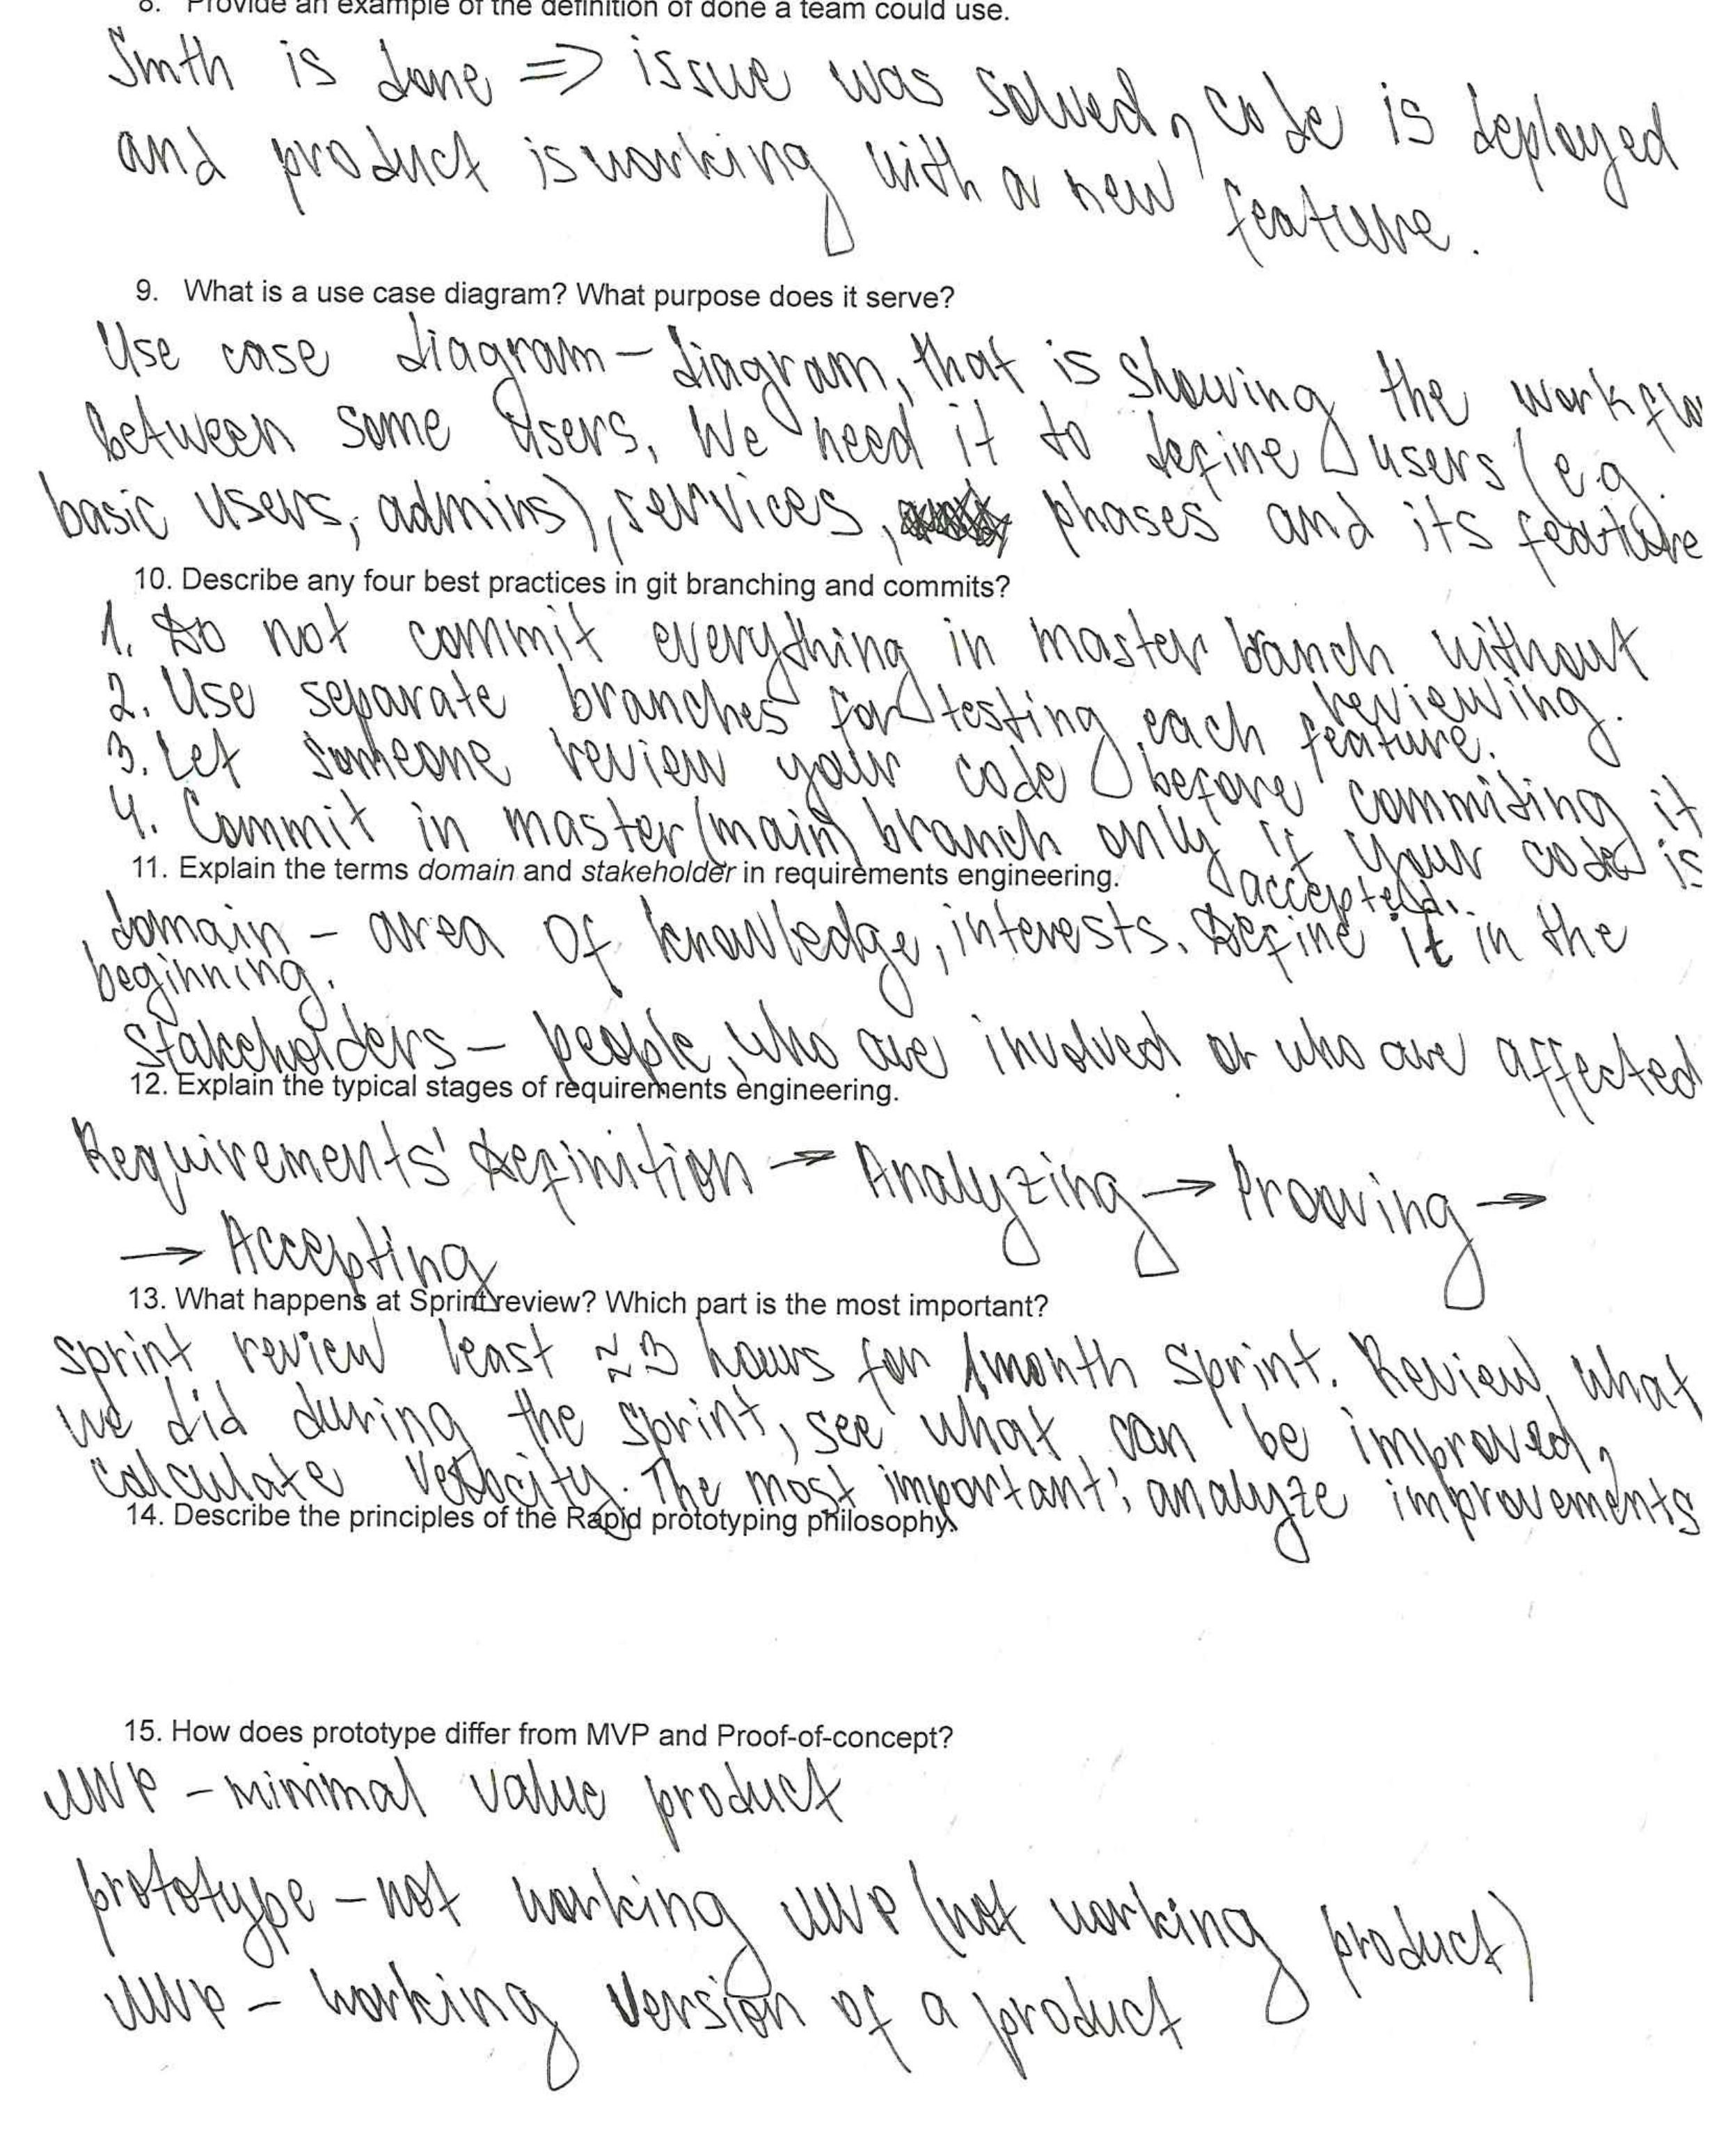 8. Provide an example of the definition of done a team could use.
Smth is done => issue was solved, code is deployed
and product is working with a new feature.
9. What is a use case diagram? What purpose does it serve?
Use case diagram – diagram, that is showing the workflo
between some users. We need it to define users (e.g.
basic users, admins), services, phases and its feature
10. Describe any four best practices in git branching and commits?
1. Do not commit everything in master branch without
reviewing.
2. Use separate branches for testing each feature.
3. Let someone review your code before commiting it
4. Commit in master (main) branch only if your code is
accepted.
11. Explain the terms domain and stakeholder in requirements engineering.
domain – area of knowledge, interests. Define it in the
beginning.
stakeholders – people, who are involved or who are affected
12. Explain the typical stages of requirements engineering.
Requirements' Definition → Analyzing → Prooving →
→ Accepting
13. What happens at Sprint review? Which part is the most important?
Sprint review least ≈ 3 hours for 1 month Sprint. Review, what
we did during the sprint, see what can be improved,
calculate velocity. The most important: analyze improvements
14. Describe the principles of the Rapid prototyping philosophy.
15. How does prototype differ from MVP and Proof-of-concept?
MVP – minimal value product
prototype – not working MVP (not working product)
MVP – working version of a product